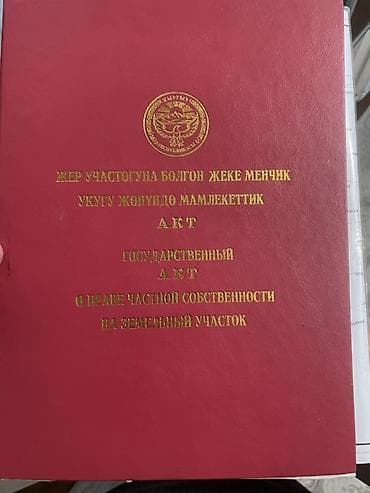 ЖЕР УЧАСТОГУНА БОЛГОН ЖЕКЕ МЕНЧИК
УКУГУ ЖӨНҮНДӨ МАМЛЕКЕТТИК
АКТ
ГОСУДАРСТВЕННЫЙ
АКТ
О ПРАВЕ ЧАСТНОЙ СОБСТВЕННОСТИ
НА ЗЕМЕЛЬНЫЙ УЧАСТОК